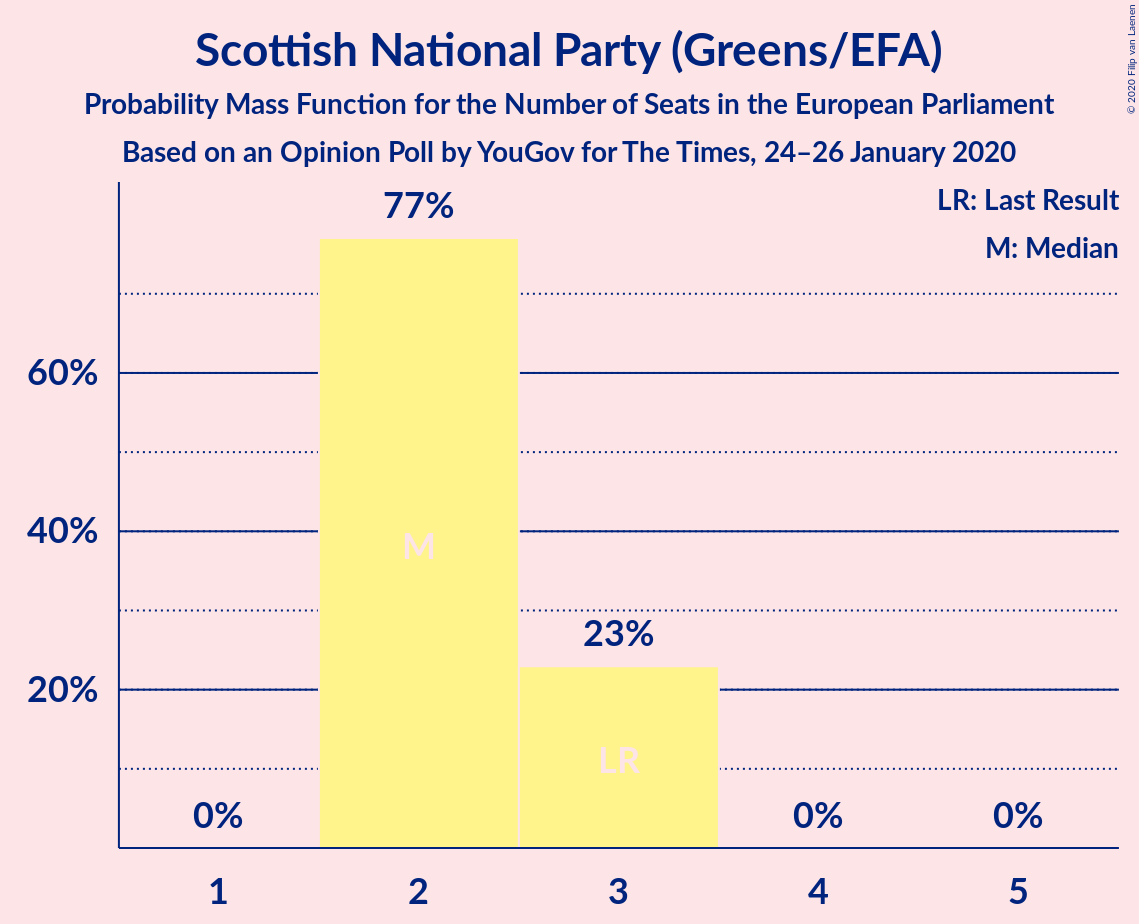 Scottish National Party (Greens/EFA)
Probability Mass Function for the Number of Seats in the European Parliament
Based on an Opinion Poll by YouGov for The Times, 24–26 January 2020
© 2020 Filip van Laenen
LR: Last Result
M: Median
77%
60%
40%
M
23%
20%
LR
0%
0%
0%
1
2
3
4
5